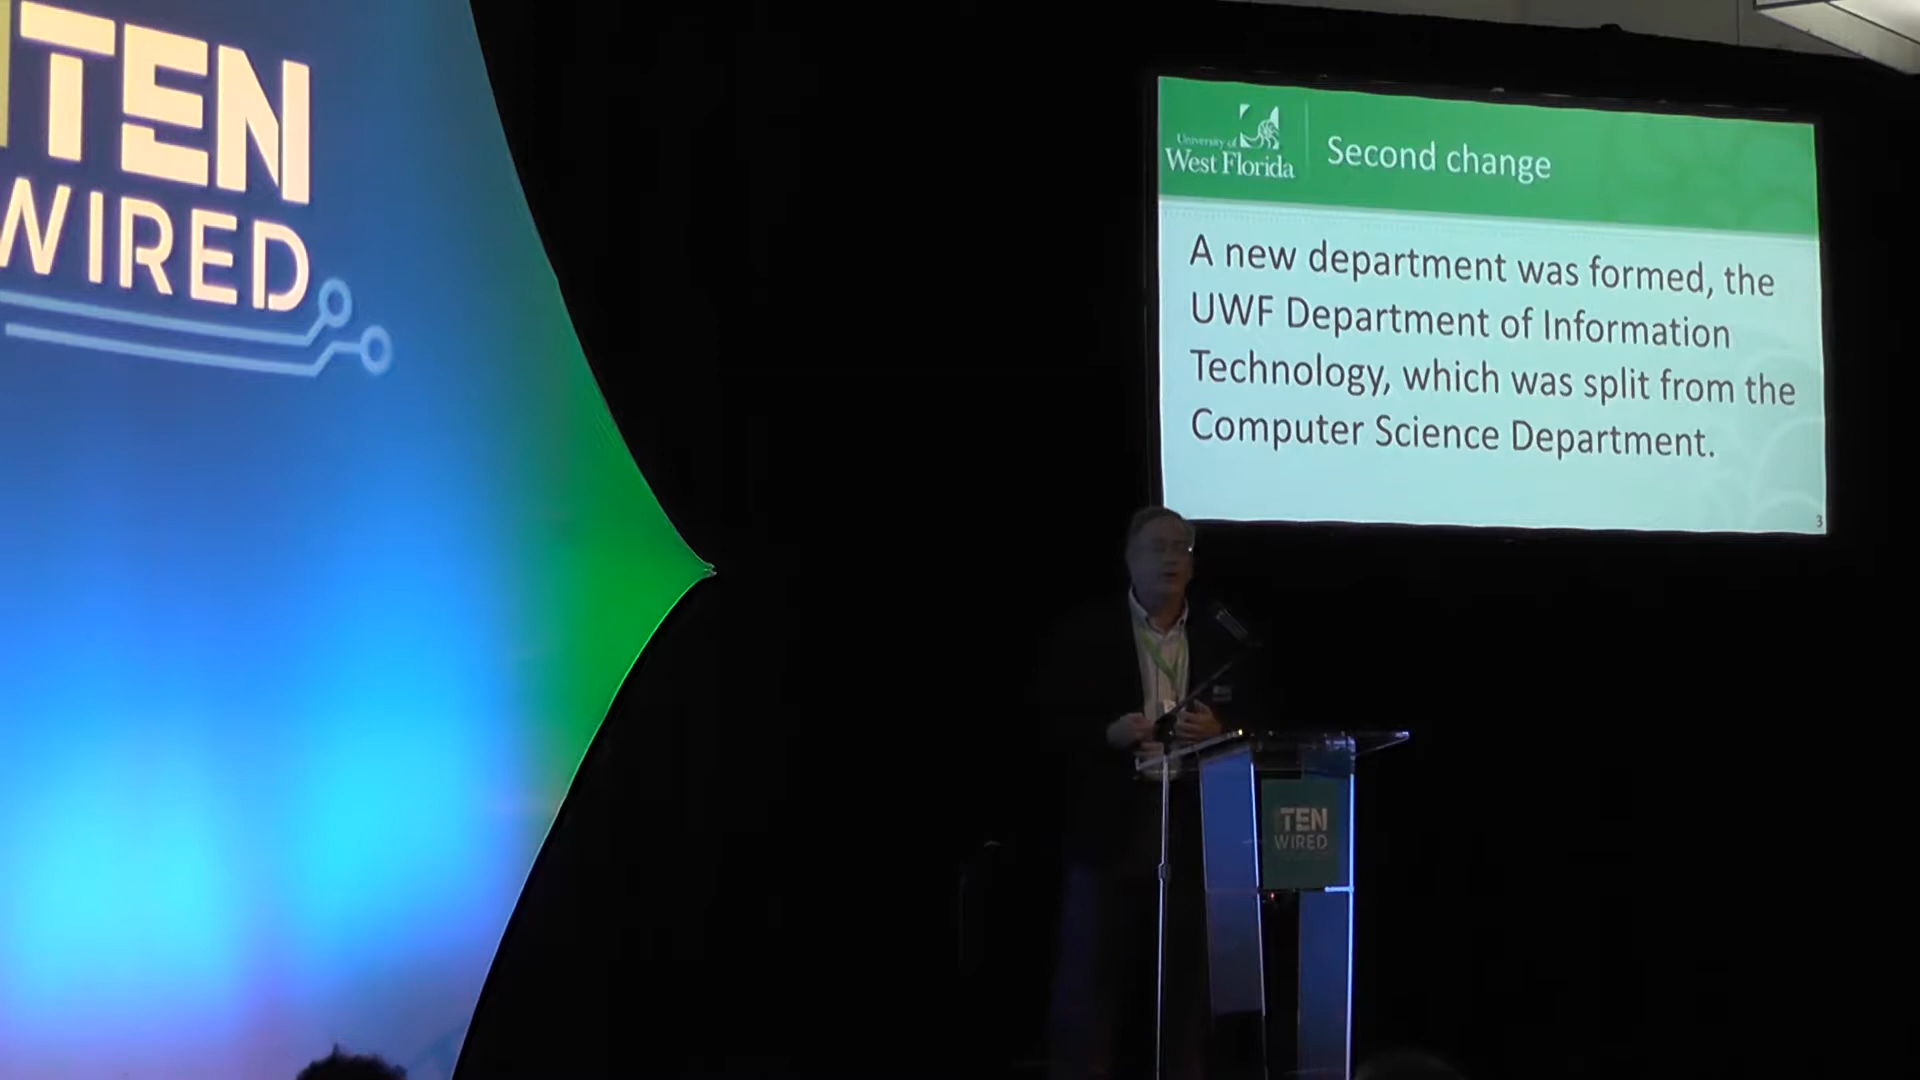 TEN
WIRED
University of
West Florida
Second change
A new department was formed, the
UWF Department of Information
Technology, which was split from the
Computer Science Department.
3
TEN
WIRED